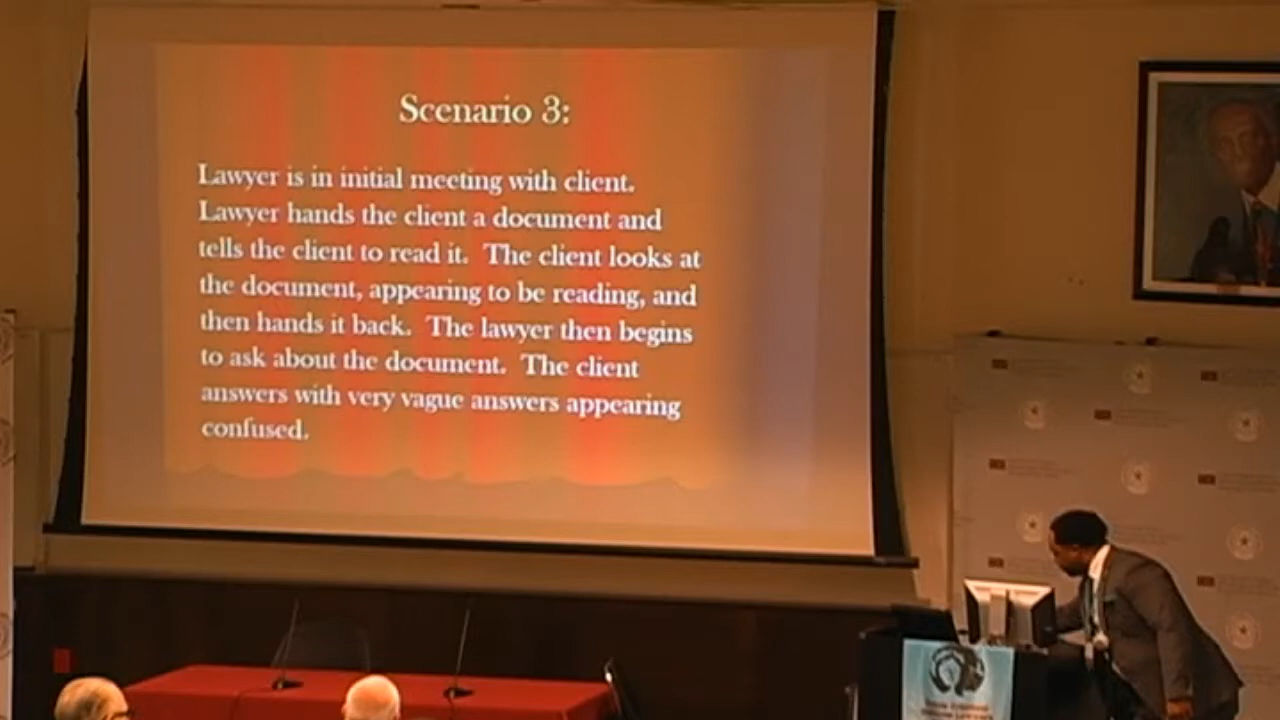 Scenario 3:
Lawyer is in initial meeting with client.
Lawyer hands the client a document and
tells the client to read it. The client looks at
the document, appearing to be reading, and
then hands it back. The lawyer then begins
to ask about the document. The client
answers with very vague answers appearing
confused.